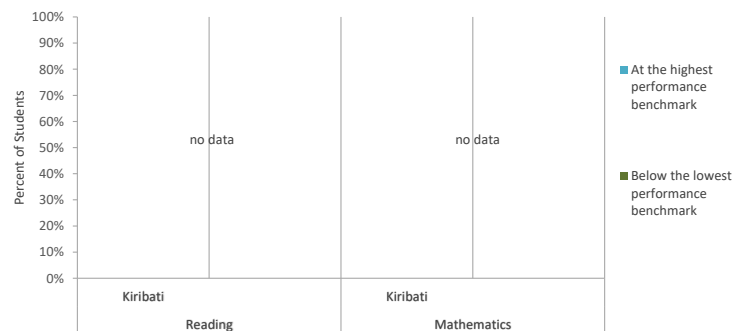 100%
90%
80%
70%
60%
50%
40%
30%
20%
10%
0%
Percent of Students
no data
no data
Kiribati
Kiribati
Reading
Mathematics
At the highest
performance
benchmark
Below the lowest
performance
benchmark